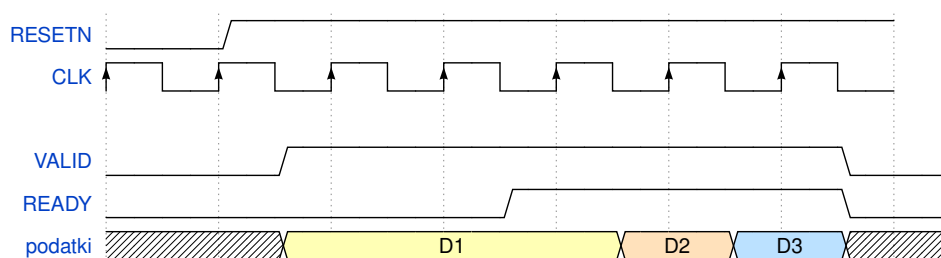 RESETN
CLK
VALID
READY
podatki D1 D2 D3